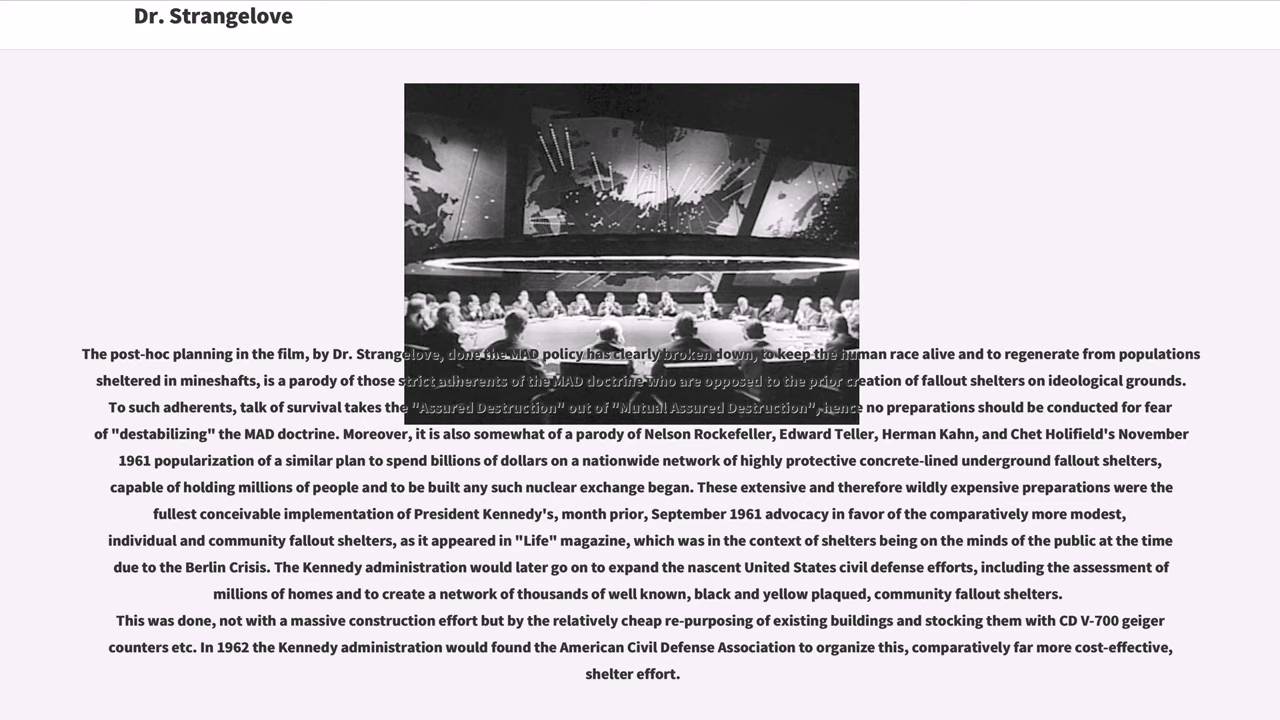 Dr. Strangelove
The post-hoc planning in the film, by Dr. Strangelove, done the MAD policy has clearly broken down, to keep the human race alive and to regenerate from populations
sheltered in mineshafts, is a parody of those strict adherents of the MAD doctrine who are opposed to the prior creation of fallout shelters on ideological grounds.
To such adherents, talk of survival takes the "Assured Destruction" out of "Mutual Assured Destruction", hence no preparations should be conducted for fear
of "destabilizing" the MAD doctrine. Moreover, it is also somewhat of a parody of Nelson Rockefeller, Edward Teller, Herman Kahn, and Chet Holifield's November
1961 popularization of a similar plan to spend billions of dollars on a nationwide network of highly protective concrete-lined underground fallout shelters,
capable of holding millions of people and to be built any such nuclear exchange began. These extensive and therefore wildly expensive preparations were the
fullest conceivable implementation of President Kennedy's, month prior, September 1961 advocacy in favor of the comparatively more modest,
individual and community fallout shelters, as it appeared in "Life" magazine, which was in the context of shelters being on the minds of the public at the time
due to the Berlin Crisis. The Kennedy administration would later go on to expand the nascent United States civil defense efforts, including the assessment of
millions of homes and to create a network of thousands of well known, black and yellow plaqued, community fallout shelters.
This was done, not with a massive construction effort but by the relatively cheap re-purposing of existing buildings and stocking them with CD V-700 geiger
counters etc. In 1962 the Kennedy administration would found the American Civil Defense Association to organize this, comparatively far more cost-effective,
shelter effort.